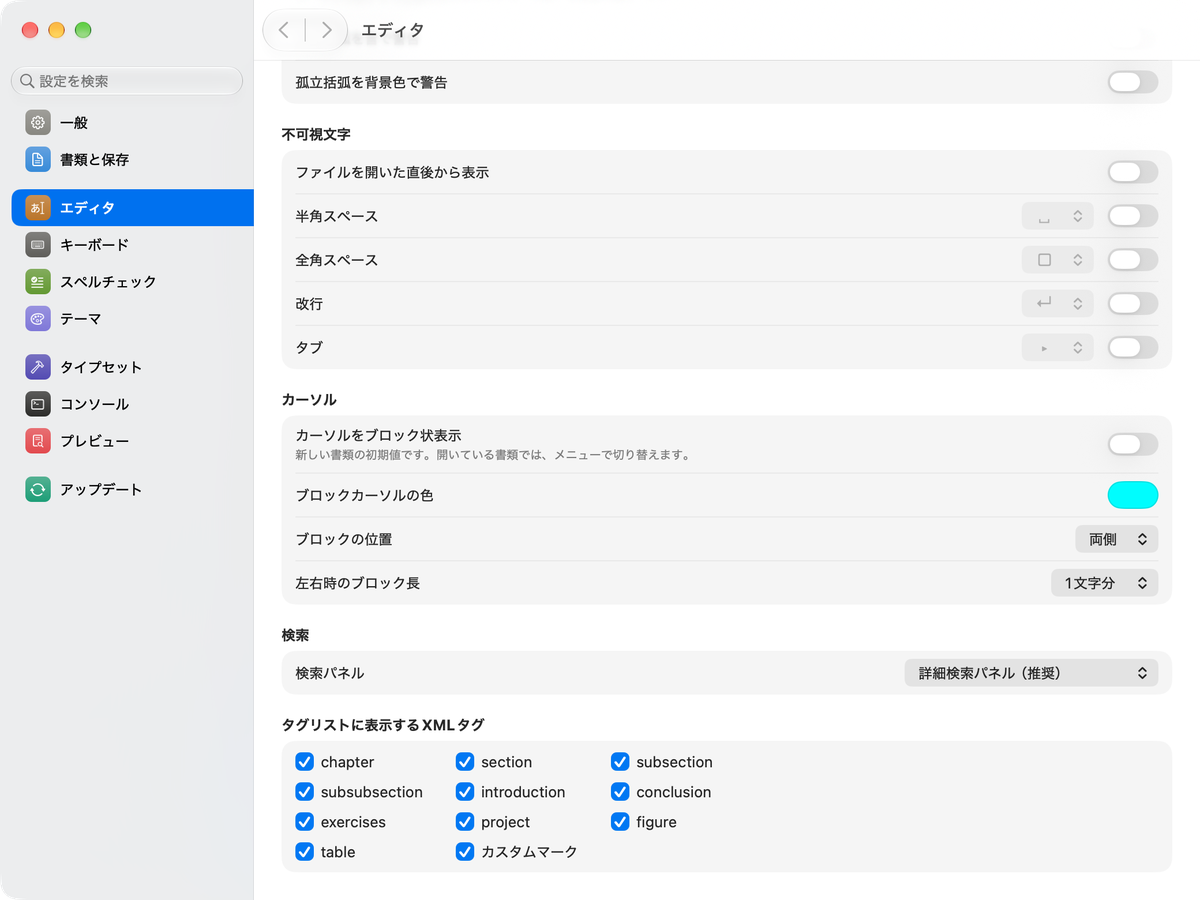 エディタ
設定を検索
一般
書類と保存
あI エディタ
キーボード
スペルチェック
テーマ
タイプセット
コンソール
プレビュー
アップデート
孤立括弧を背景色で警告
不可視文字
ファイルを開いた直後から表示
半角スペース
全角スペース
改行
タブ
カーソル
カーソルをブロック状表示
新しい書類の初期値です。開いている書類では、メニューで切り替えます。
ブロックカーソルの色
ブロックの位置 両側
左右時のブロック長 1文字分
検索
検索パネル 詳細検索パネル（推奨）
タグリストに表示するXMLタグ
chapter section subsection
subsubsection introduction conclusion
exercises project figure
table カスタムマーク